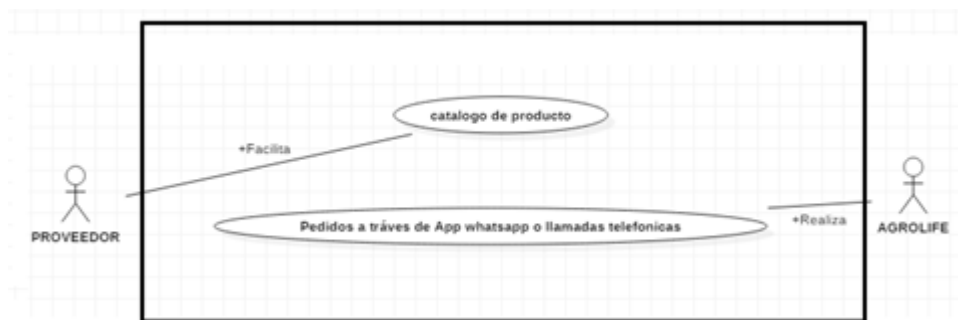 catalogo de producto
+Facilita
PROVEEDOR
Pedidos a tráves de App whatsapp o llamadas telefonicas
+Realiza
AGROLIFE